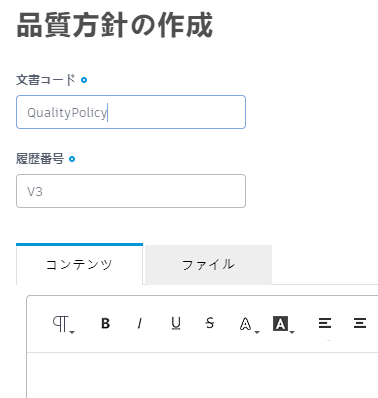 品質方針の作成
文書コード
QualityPolicy
履歴番号
V3
コンテンツ ファイル
B I U S A A